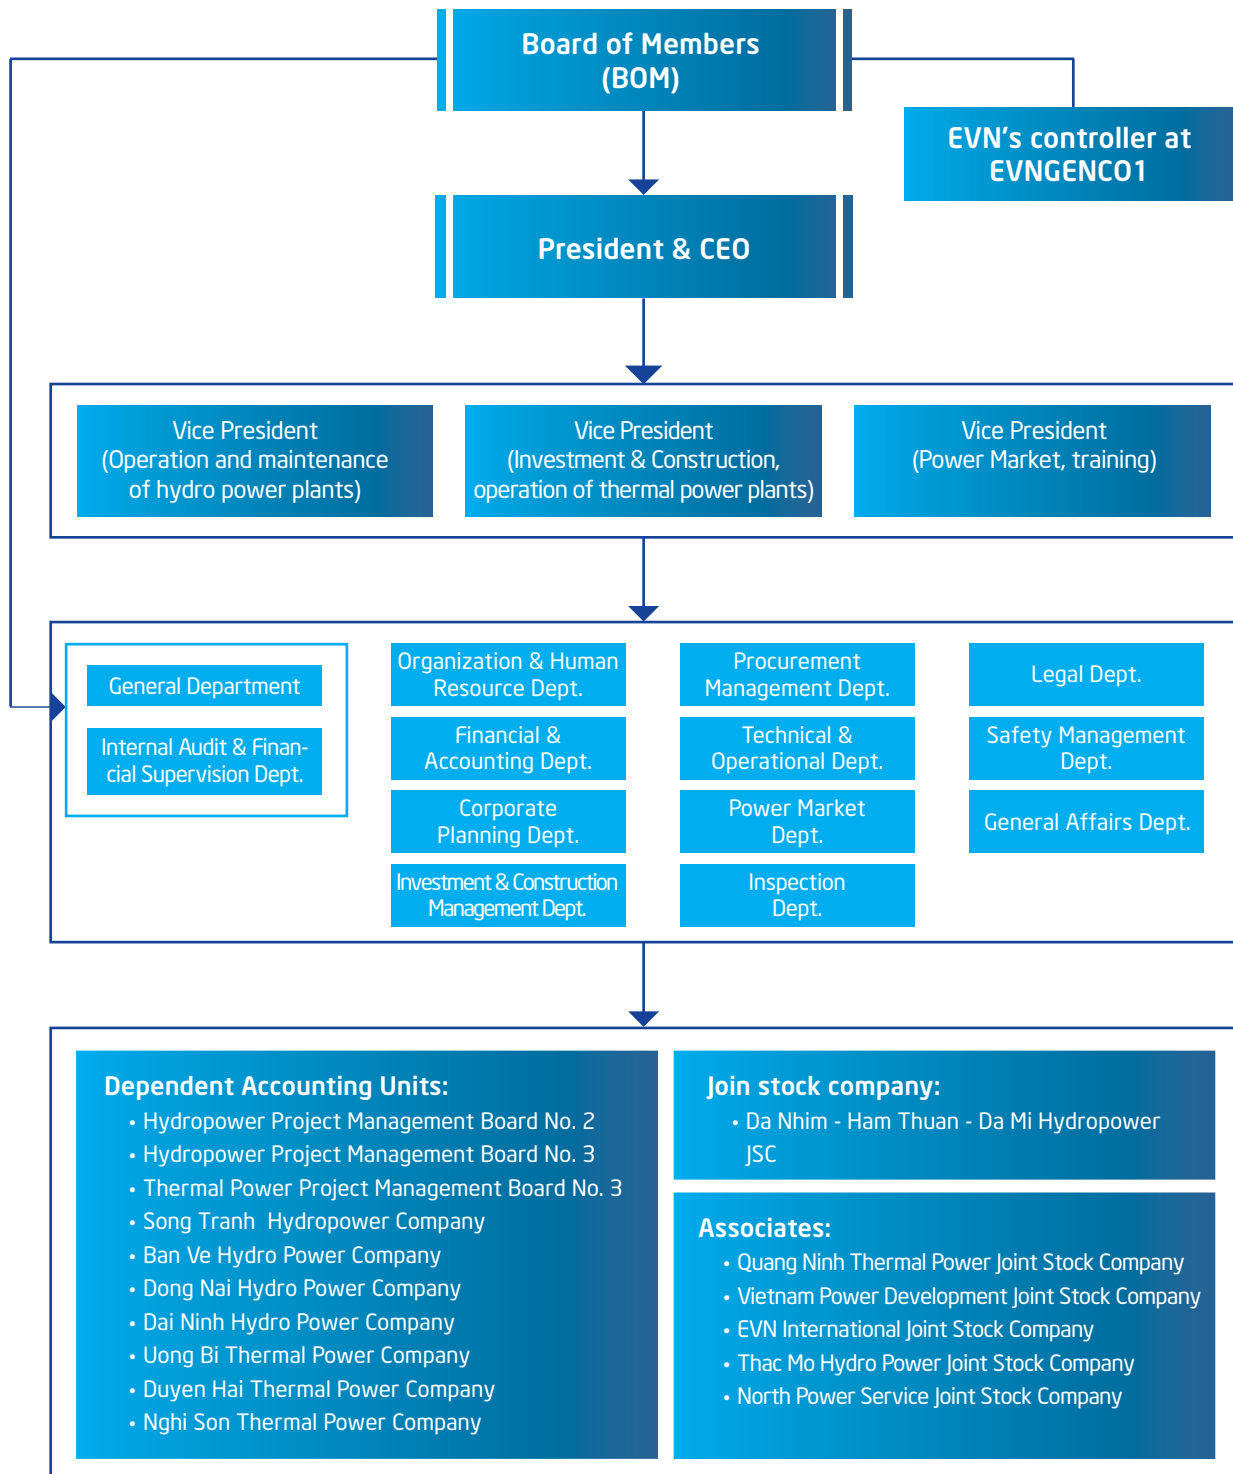 Board of Members
(BOM)
EVN's controller at
EVNGENCO1
President & CEO
Vice President
(Operation and maintenance
of hydro power plants)
Vice President
(Investment & Construction,
operation of thermal power plants)
Vice President
(Power Market, training)
General Department
Internal Audit & Finan-
cial Supervision Dept.
Organization & Human
Resource Dept.
Financial &
Accounting Dept.
Corporate
Planning Dept.
Investment & Construction
Management Dept.
Procurement
Management Dept.
Technical &
Operational Dept.
Power Market
Dept.
Inspection
Dept.
Legal Dept.
Safety Management
Dept.
General Affairs Dept.
Dependent Accounting Units:
• Hydropower Project Management Board No. 2
• Hydropower Project Management Board No. 3
• Thermal Power Project Management Board No. 3
• Song Tranh  Hydropower Company
• Ban Ve Hydro Power Company
• Dong Nai Hydro Power Company
• Dai Ninh Hydro Power Company
• Uong Bi Thermal Power Company
• Duyen Hai Thermal Power Company
• Nghi Son Thermal Power Company
Join stock company:
• Da Nhim - Ham Thuan - Da Mi Hydropower
JSC
Associates:
• Quang Ninh Thermal Power Joint Stock Company
• Vietnam Power Development Joint Stock Company
• EVN International Joint Stock Company
• Thac Mo Hydro Power Joint Stock Company
• North Power Service Joint Stock Company